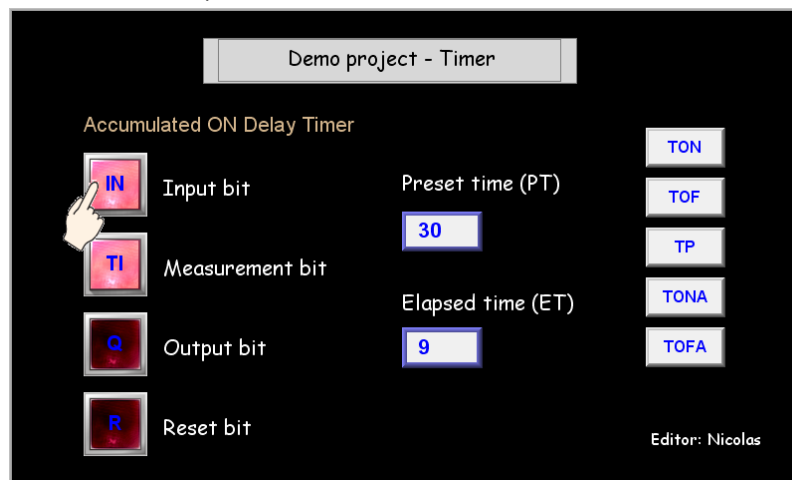 Demo project - Timer
Accumulated ON Delay Timer
IN
Input bit
TI
Measurement bit
Q
Output bit
R
Reset bit
Preset time (PT)
30
Elapsed time (ET)
9
TON
TOF
TP
TONA
TOFA
Editor: Nicolas